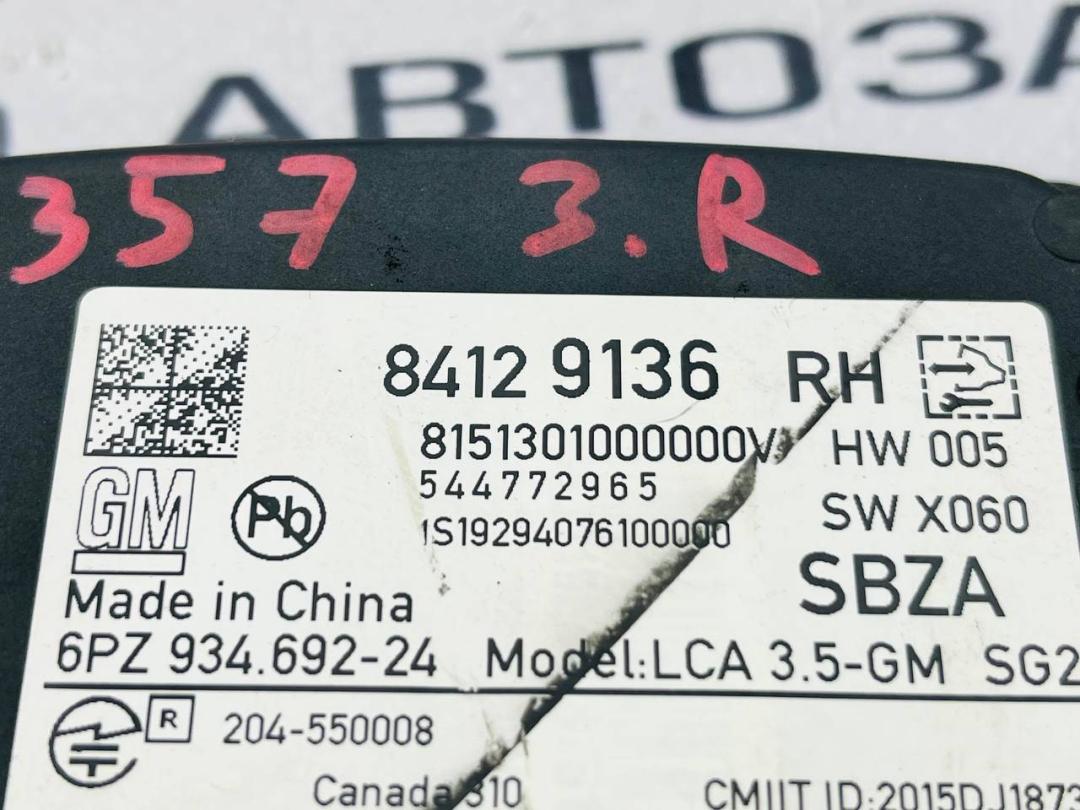 АВТОЗА
357 3.R
8412 9136 RH
8151301000000V HW 005
544772965
1S19294076100000 SW X060
GM Pb
SBZA
Made in China
6PZ 934.692-24 Model:LCA 3.5-GM SG2
R 204-550008
Canada 310 CMIIT ID:2015DJ1873